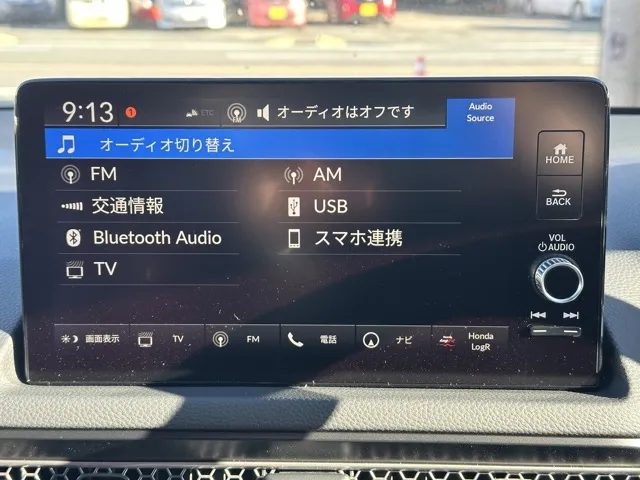 9:13 1 ETC オーディオはオフです Audio Source
オーディオ切り替え
FM AM
交通情報 USB
Bluetooth Audio スマホ連携
TV
HOME
BACK
VOL
AUDIO
画面表示 TV FM 電話 ナビ Honda LogR